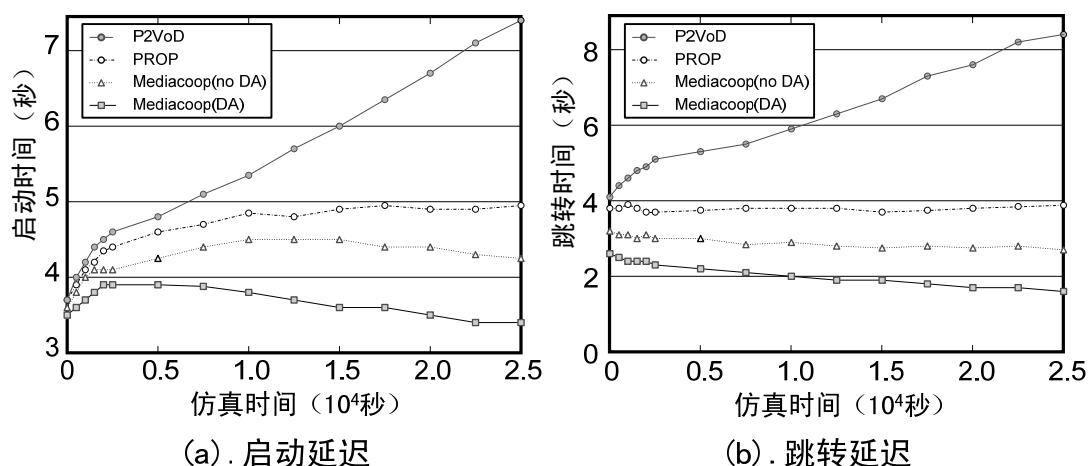 P2VoD
PROP
Mediacoop(no DA)
Mediacoop(DA)
启动时间（秒）
7
6
5
4
3
0 0.5 1.0 1.5 2.0 2.5
仿真时间（10⁴秒）
(a). 启动延迟
P2VoD
PROP
Mediacoop(no DA)
Mediacoop(DA)
跳转时间（秒）
8
6
4
2
0
0 0.5 1.0 1.5 2.0 2.5
仿真时间（10⁴秒）
(b). 跳转延迟